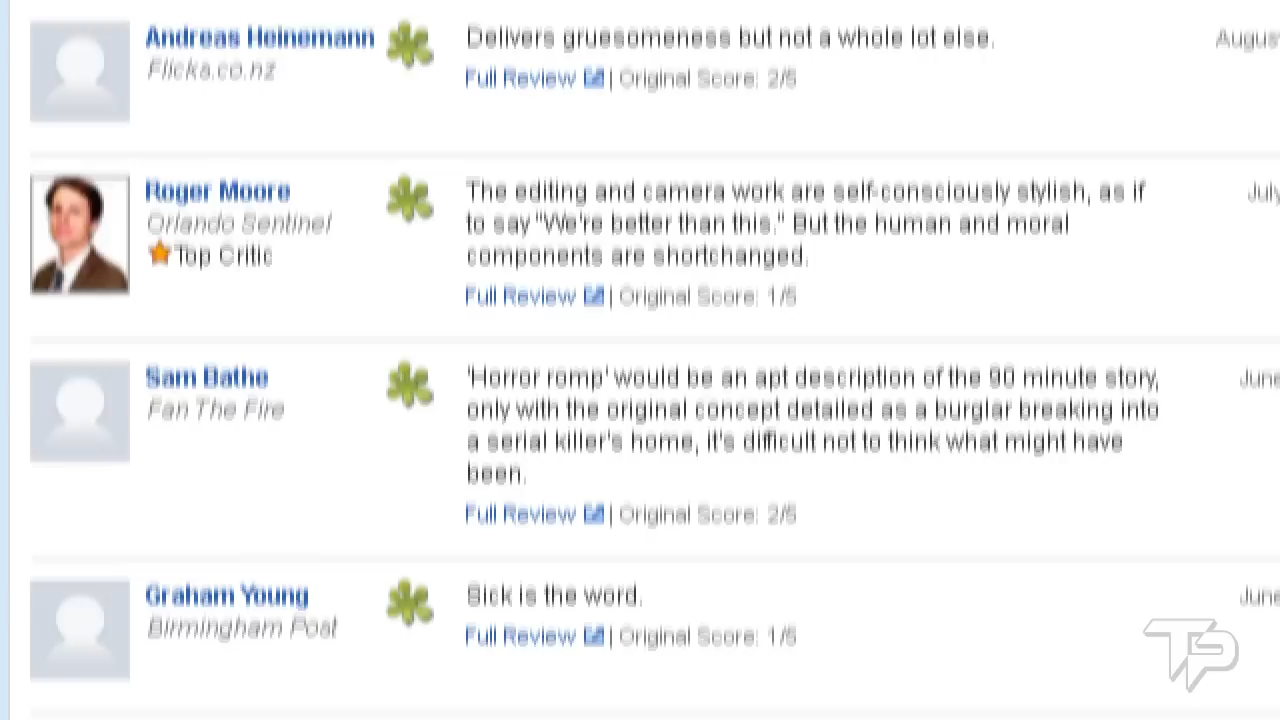 Andreas Heinemann
Flicks.co.nz
Delivers gruesomeness but not a whole lot else.
Full Review | Original Score: 2/5
Augus
Roger Moore
Orlando Sentinel
Top Critic
The editing and camera work are self-consciously stylish, as if
to say "We're better than this." But the human and moral
components are shortchanged.
Full Review | Original Score: 1/5
July
Sam Bathe
Fan The Fire
'Horror romp' would be an apt description of the 90 minute story,
only with the original concept detailed as a burglar breaking into
a serial killer's home, it's difficult not to think what might have
been.
Full Review | Original Score: 2/5
June
Graham Young
Birmingham Post
Sick is the word.
Full Review | Original Score: 1/5
June
TP